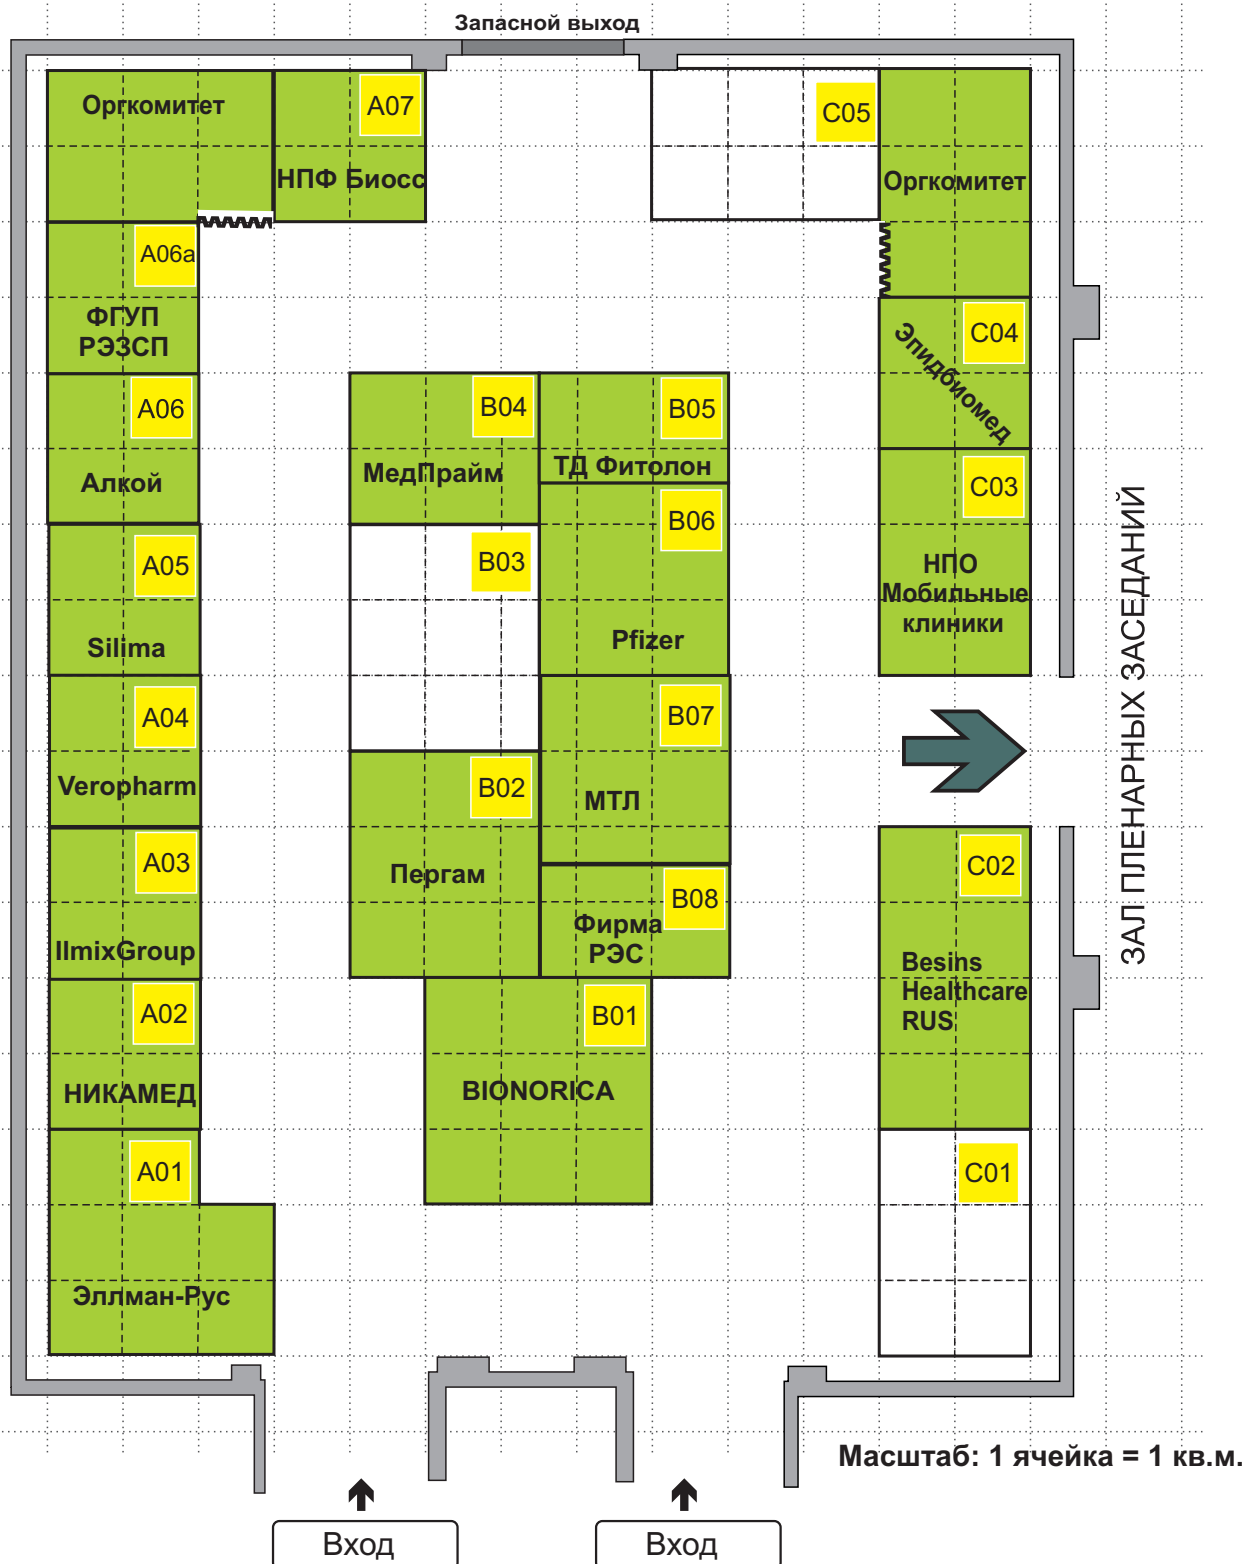 Запасной выход
Оргкомитет
A07
НПФ Биосс
C05
Оргкомитет
A06a
ФГУП
РЭЗСП
C04
Эпидбиомед
A06
Алкой
B04
МедПрайм
B05
ТД Фитолон
C03
НПО
Мобильные
клиники
A05
Silima
B03
B06
Pfizer
ЗАЛ ПЛЕНАРНЫХ ЗАСЕДАНИЙ
A04
Veropharm
B02
Пергам
B07
МТЛ
A03
IlmixGroup
B08
Фирма
РЭС
C02
Besins
Healthcare
RUS
A02
НИКАМЕД
B01
BIONORICA
A01
Эллман-Рус
C01
Масштаб: 1 ячейка = 1 кв.м.
Вход
Вход